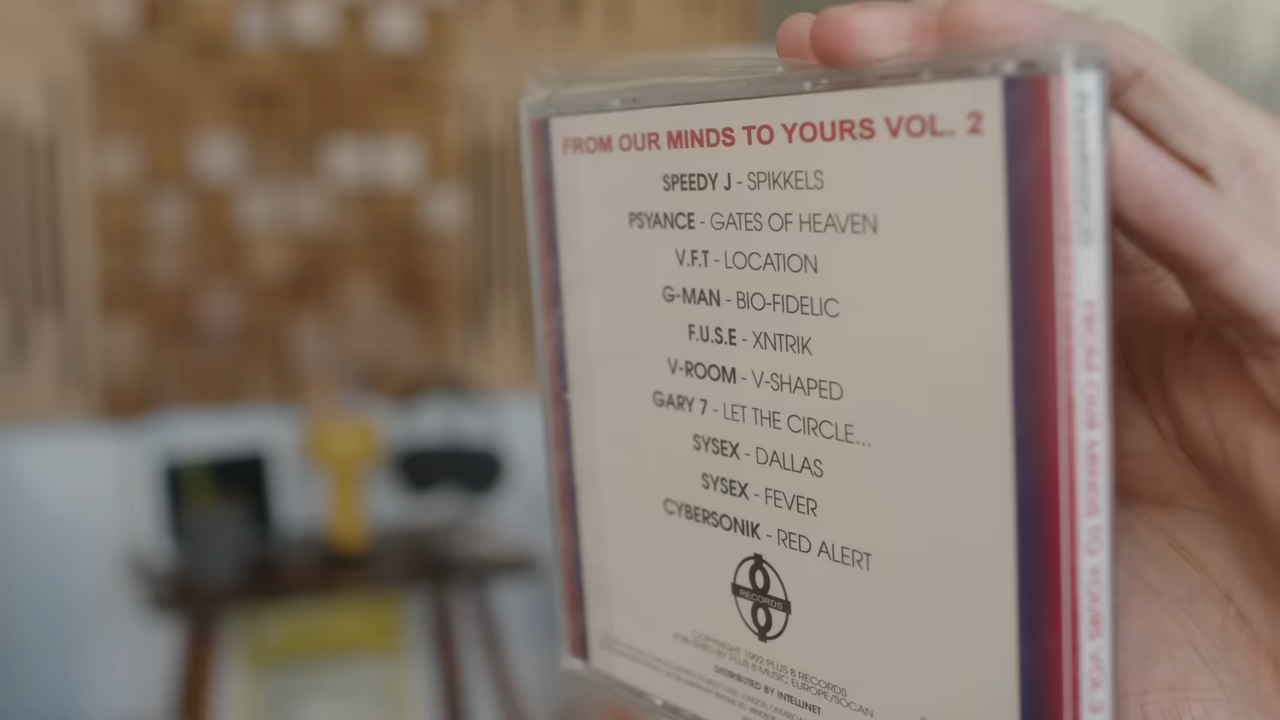 FROM OUR MINDS TO YOURS VOL. 2
SPEEDY J - SPIKKELS
PSYANCE - GATES OF HEAVEN
V.F.T - LOCATION
G-MAN - BIO-FIDELIC
F.U.S.E - XNTRIK
V-ROOM - V-SHAPED
GARY 7 - LET THE CIRCLE...
SYSEX - DALLAS
SYSEX - FEVER
CYBERSONIK - RED ALERT
RECORDS
COPYRIGHT 1992 PLUS 8 RECORDS
PUBLISHED BY PLUS 8 MUSIC EUROPE/SOCAN
DISTRIBUTED BY INTELLINET
FROM OUR MINDS TO YOURS VOL. 2